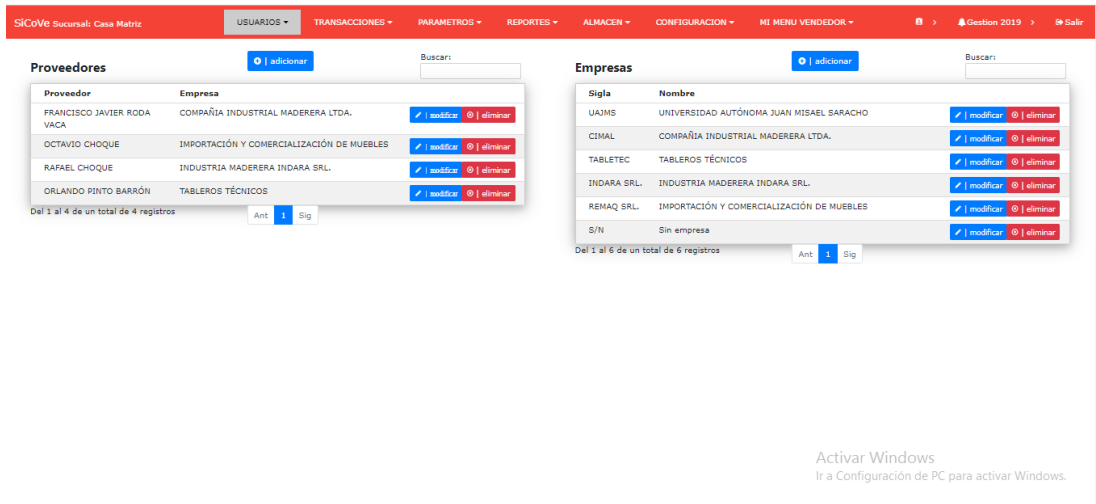 SiCoVe Sucursal: Casa Matriz USUARIOS TRANSACCIONES PARAMETROS REPORTES ALMACEN CONFIGURACION MI MENU VENDEDOR Gestion 2019 Salir
Proveedores
| adicionar
Buscar:
Proveedor Empresa
FRANCISCO JAVIER RODA VACA COMPAÑIA INDUSTRIAL MADERERA LTDA. | modificar | eliminar
OCTAVIO CHOQUE IMPORTACIÓN Y COMERCIALIZACIÓN DE MUEBLES | modificar | eliminar
RAFAEL CHOQUE INDUSTRIA MADERERA INDARA SRL. | modificar | eliminar
ORLANDO PINTO BARRÓN TABLEROS TÉCNICOS | modificar | eliminar
Del 1 al 4 de un total de 4 registros
Ant 1 Sig
Empresas
| adicionar
Buscar:
Sigla Nombre
UAJMS UNIVERSIDAD AUTÓNOMA JUAN MISAEL SARACHO | modificar | eliminar
CIMAL COMPAÑIA INDUSTRIAL MADERERA LTDA. | modificar | eliminar
TABLETEC TABLEROS TÉCNICOS | modificar | eliminar
INDARA SRL. INDUSTRIA MADERERA INDARA SRL. | modificar | eliminar
REMAQ SRL. IMPORTACIÓN Y COMERCIALIZACIÓN DE MUEBLES | modificar | eliminar
S/N Sin empresa | modificar | eliminar
Del 1 al 6 de un total de 6 registros
Ant 1 Sig
Activar Windows
Ir a Configuración de PC para activar Windows.